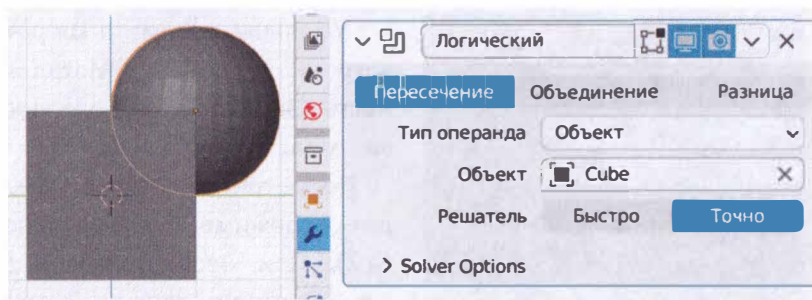 Логический
Пересечение Объединение Разница
Тип операнда Объект
Объект Cube
Решатель Быстро Точно
Solver Options